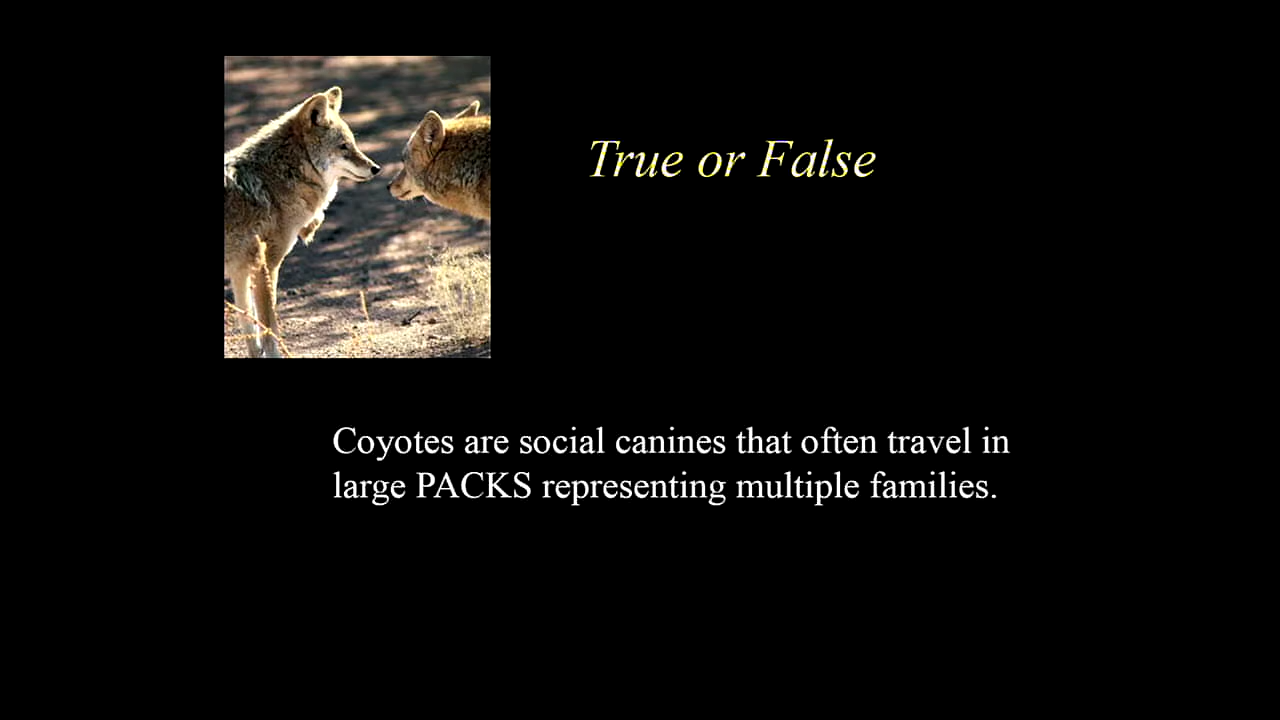 True or False
Coyotes are social canines that often travel in
large PACKS representing multiple families.